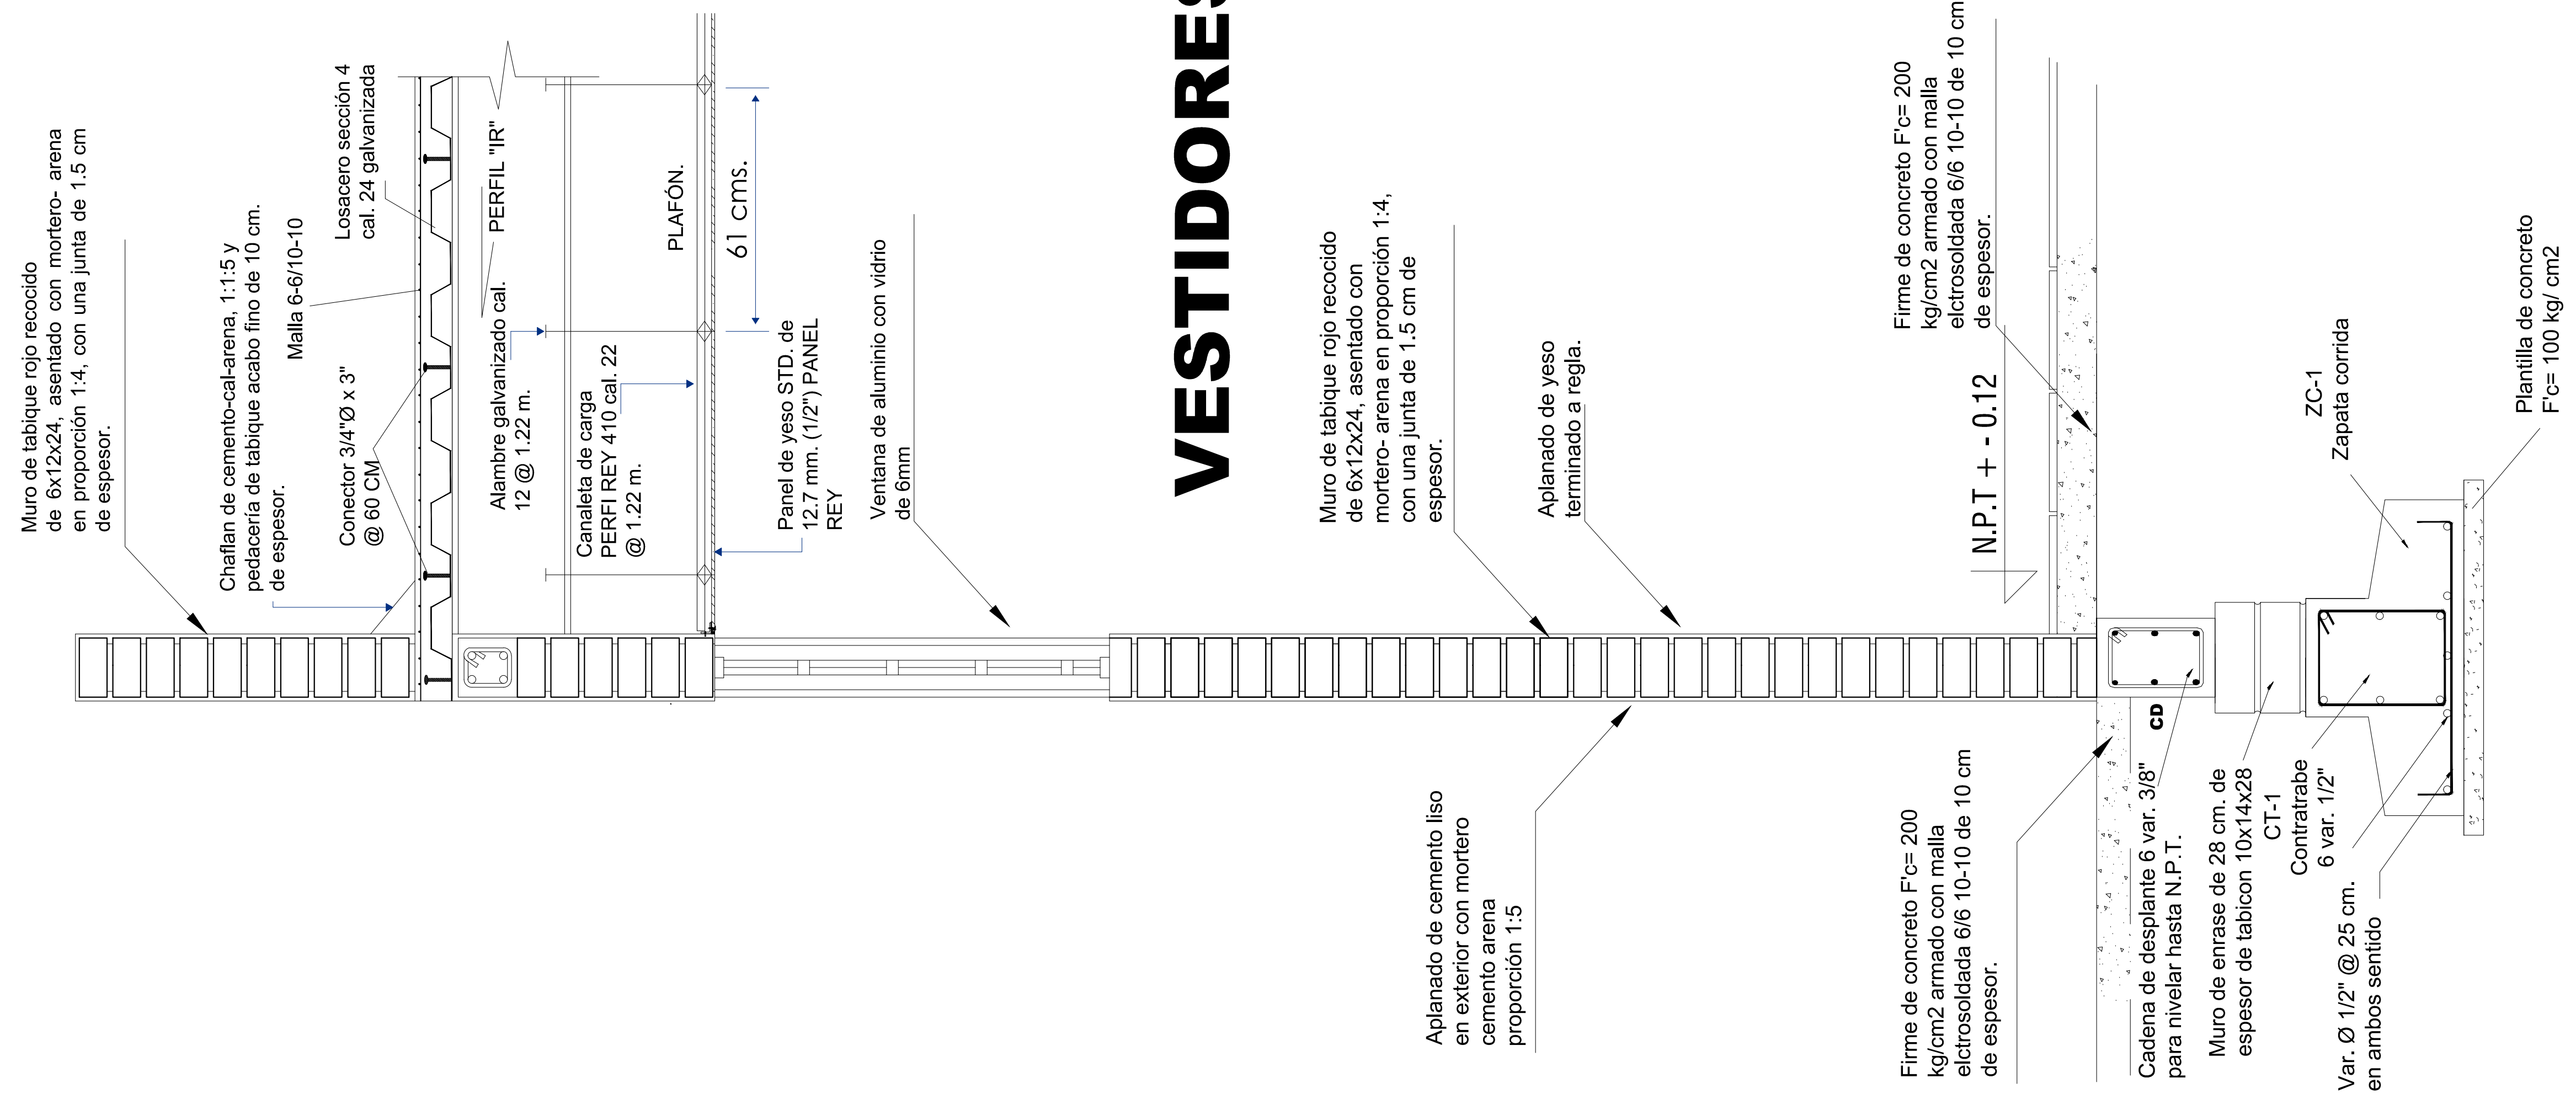 Muro de tabique rojo recocido
de 6x12x24, asentado con mortero- arena
en proporción 1:4, con una junta de 1.5 cm
de espesor.
Chaflan de cemento-cal-arena, 1:1:5 y
pedacería de tabique acabo fino de 10 cm.
de espesor.
Malla 6-6/10-10
Losacero sección 4
cal. 24 galvanizada
Conector 3/4"Ø x 3"
@ 60 CM
PERFIL "IR"
Alambre galvanizado cal.
12 @ 1.22 m.
Canaleta de carga
PERFI REY 410 cal. 22
@ 1.22 m.
PLAFÓN.
61 cms.
Panel de yeso STD. de
12.7 mm. (1/2") PANEL
REY
Ventana de aluminio con vidrio
de 6mm
VESTIDORES
Muro de tabique rojo recocido
de 6x12x24, asentado con
mortero- arena en proporción 1:4,
con una junta de 1.5 cm de
espesor.
Aplanado de yeso
terminado a regla.
Aplanado de cemento liso
en exterior con mortero
cemento arena
proporción 1:5
Firme de concreto F'c= 200
kg/cm2 armado con malla
elctrosoldada 6/6 10-10 de 10 cm
de espesor.
N.P.T + - 0.12
Firme de concreto F'c= 200
kg/cm2 armado con malla
elctrosoldada 6/6 10-10 de 10 cm
de espesor.
CD
Cadena de desplante 6 var. 3/8"
para nivelar hasta N.P.T.
Muro de enrase de 28 cm. de
espesor de tabicon 10x14x28
CT-1
Contratrabe
6 var. 1/2"
Var. Ø 1/2" @ 25 cm.
en ambos sentido
ZC-1
Zapata corrida
Plantilla de concreto
F'c= 100 kg/ cm2